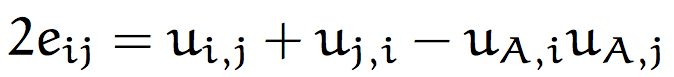 2e_{ij} = u_{i,j} + u_{j,i} − u_{A,i}u_{A,j}